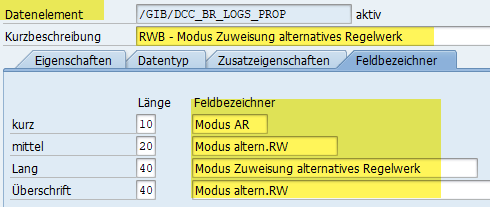 Datenelement /GIB/DCC_BR_LOGS_PROP aktiv
Kurzbeschreibung RWB - Modus Zuweisung alternatives Regelwerk
Eigenschaften Datentyp Zusatzeigenschaften Feldbezeichner
Länge Feldbezeichner
kurz 10 Modus AR
mittel 20 Modus altern.RW
Lang 40 Modus Zuweisung alternatives Regelwerk
Überschrift 40 Modus altern.RW